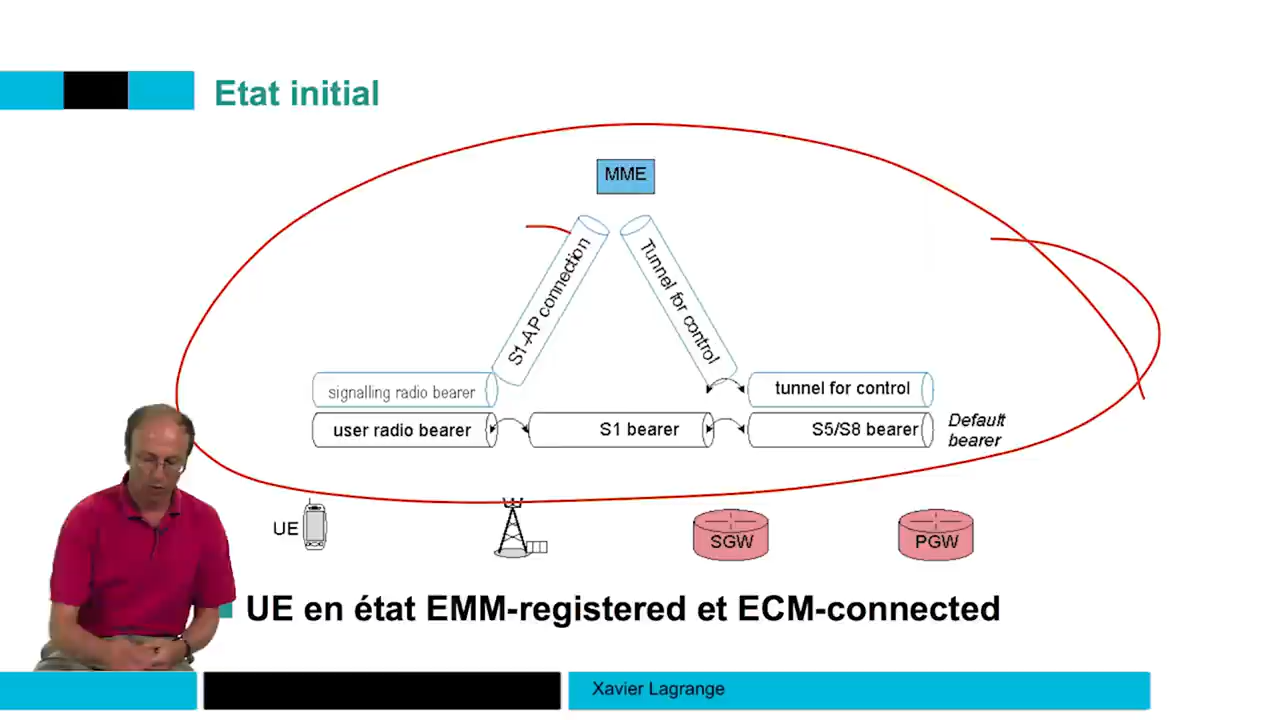 Etat initial
MME
S1-AP connection
Tunnel for control
signalling radio bearer
tunnel for control
user radio bearer
S1 bearer
S5/S8 bearer
Default
bearer
UE
SGW
PGW
UE en état EMM-registered et ECM-connected
Xavier Lagrange